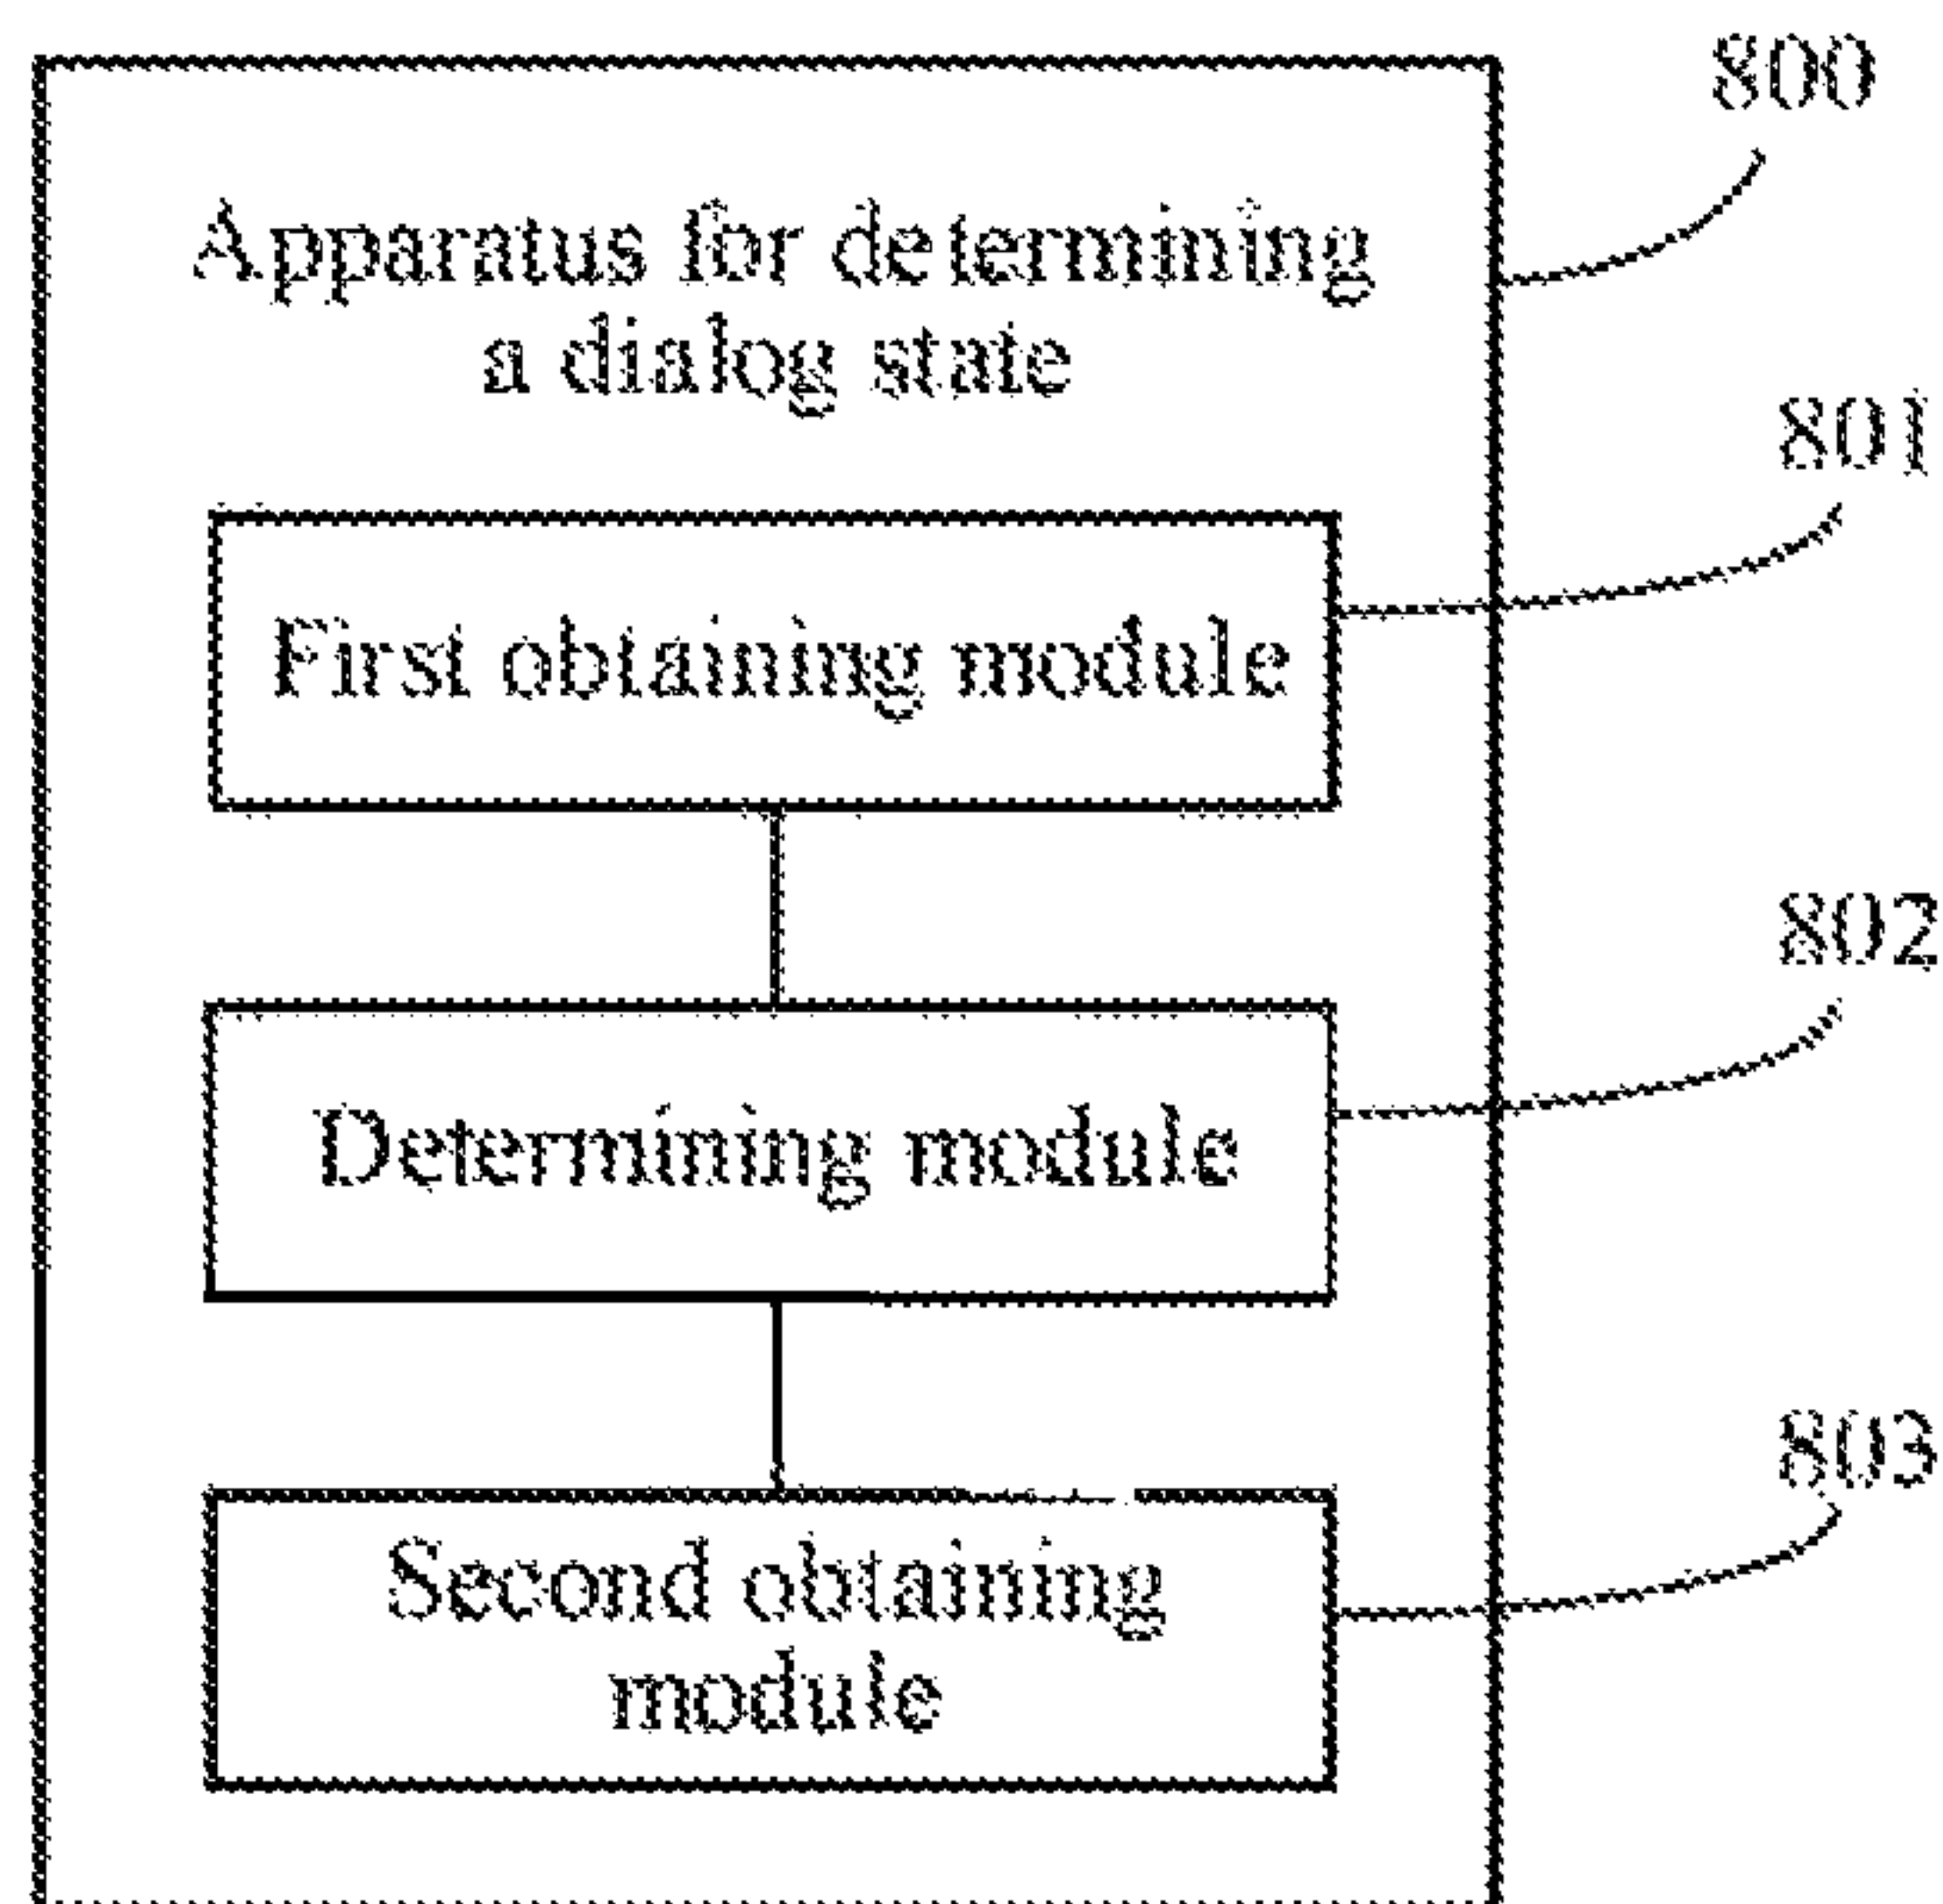 800
Apparatus for determining
a dialog state
801
First obtaining module
802
Determining module
803
Second obtaining
module